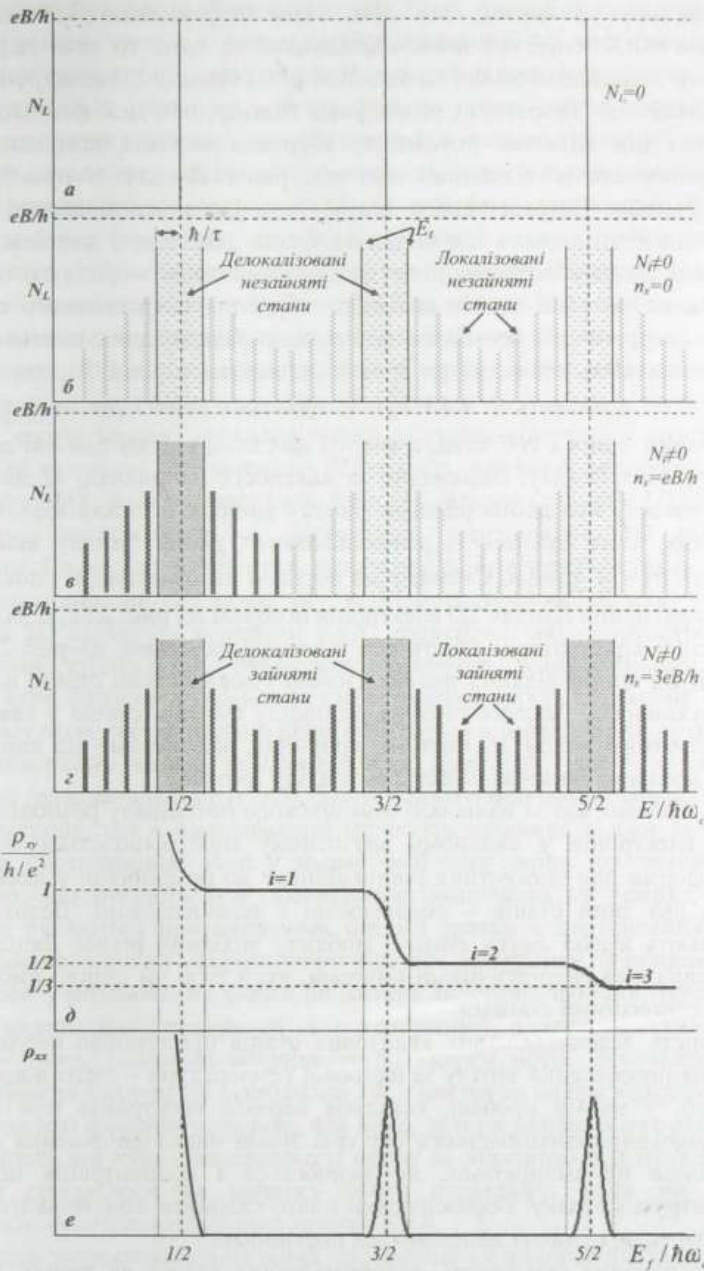 eB/h
N_L
N_i=0
а
eB/h
ħ/τ
E_t
Делокалізовані
незайняті
стани
Локалізовані
незайняті
стани
N_i≠0
n_s=0
N_L
б
eB/h
N_L
N_i≠0
n_s=eB/h
в
eB/h
Делокалізовані
зайняті
стани
Локалізовані
зайняті
стани
N_i≠0
n_s=3eB/h
N_L
г
1/2
3/2
5/2
E/ħω_c
ρ_xy
h/e²
1
i=1
1/2
i=2
1/3
i=3
д
ρ_xx
е
1/2
3/2
5/2
E_f/ħω_c